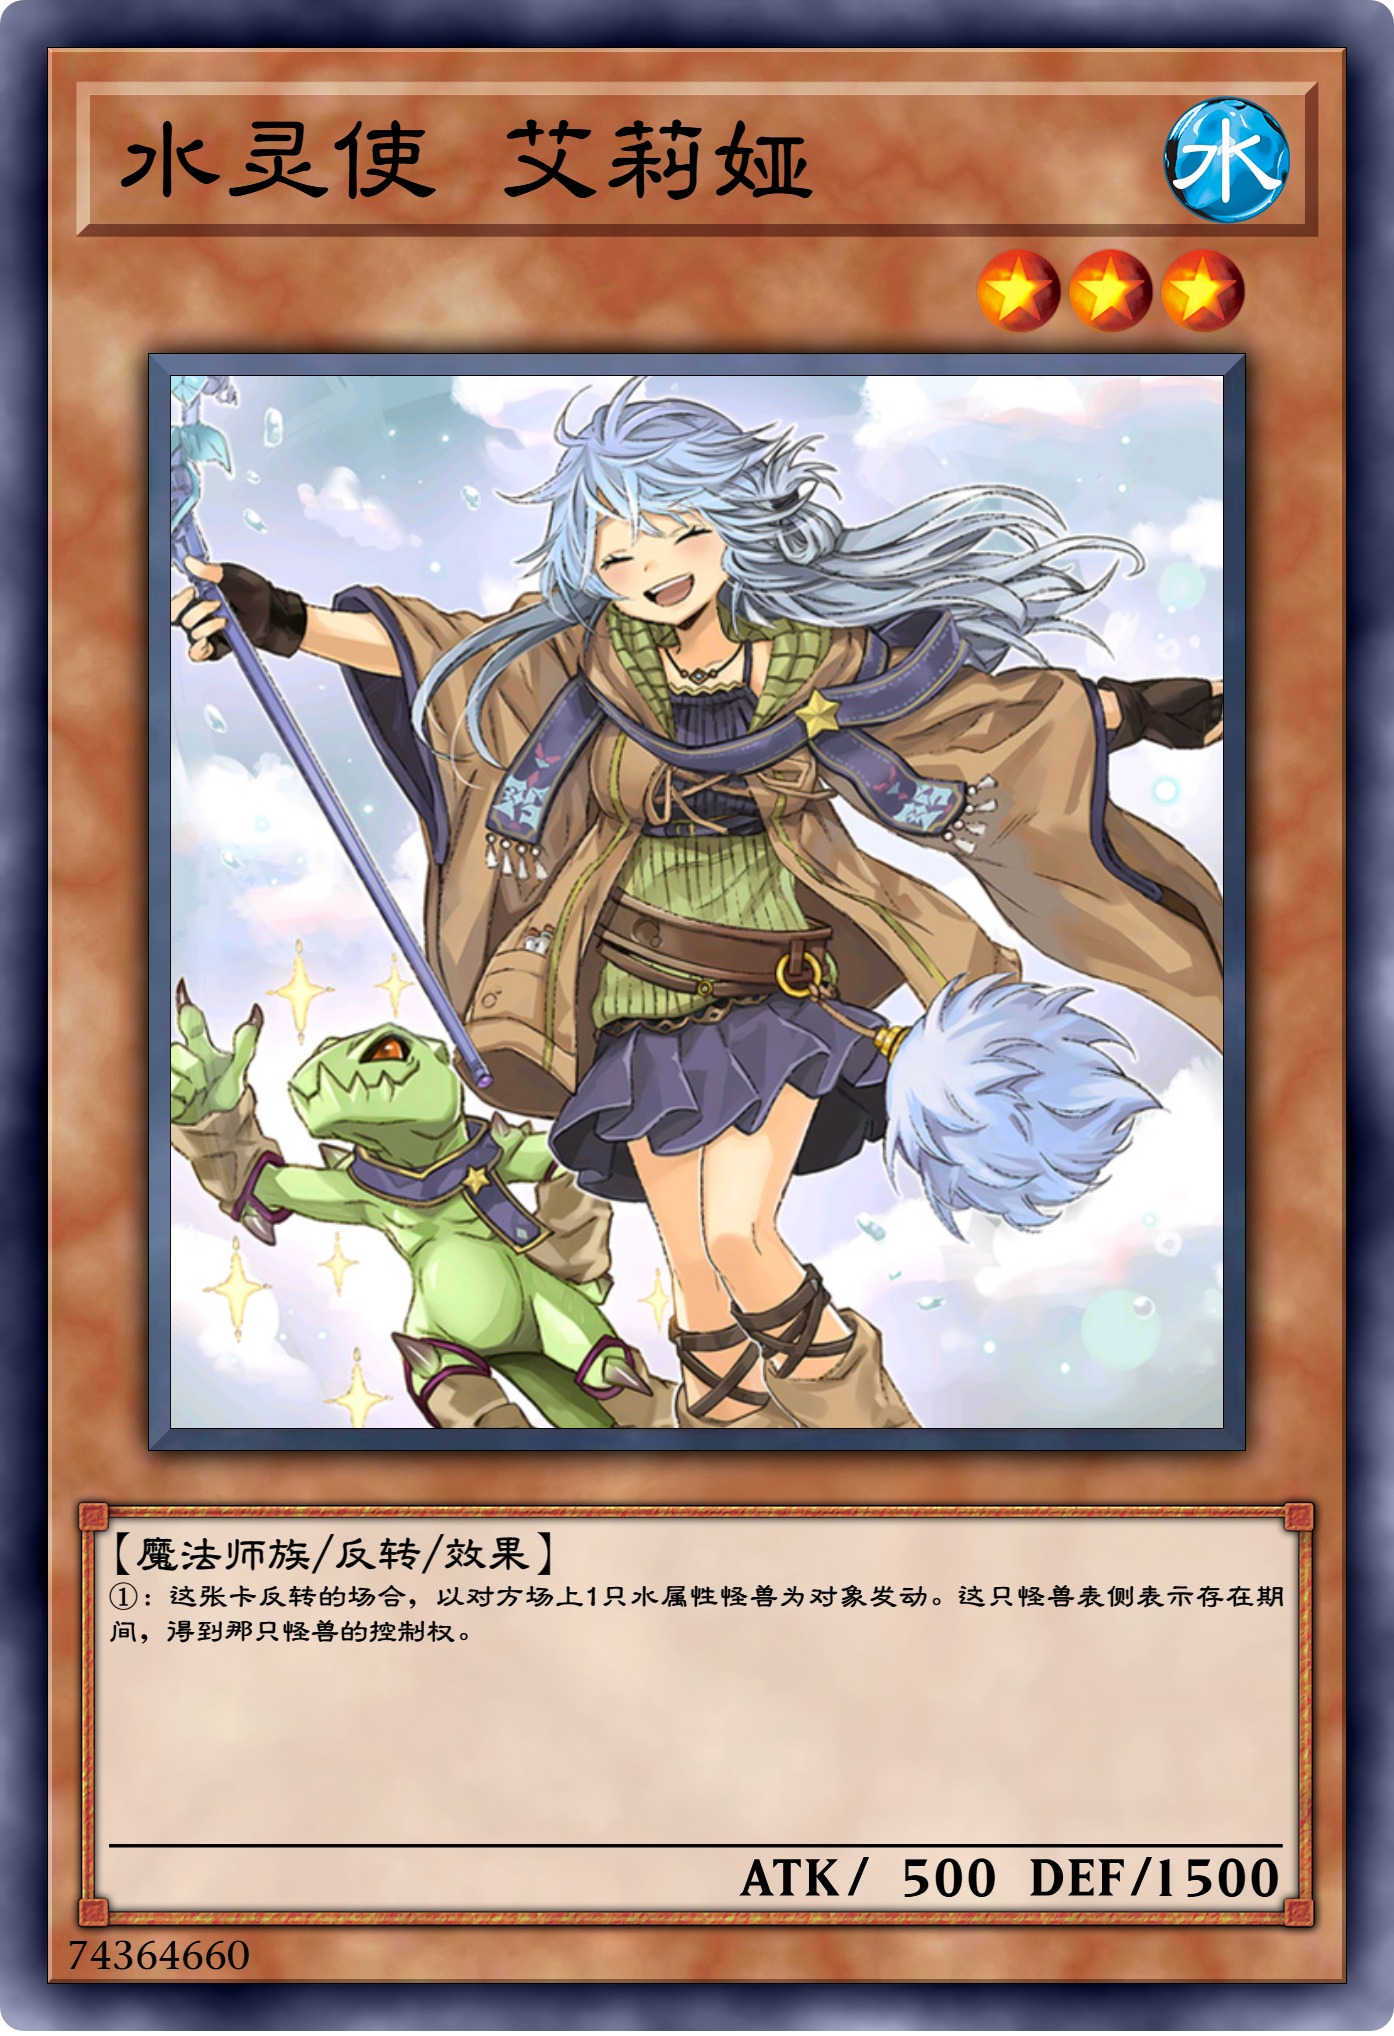 水灵使 艾莉娅
水
【魔法师族/反转/效果】
①：这张卡反转的场合，以对方场上1只水属性怪兽为对象发动。这只怪兽表侧表示存在期
间，得到那只怪兽的控制权。
ATK/ 500 DEF/1500
74364660